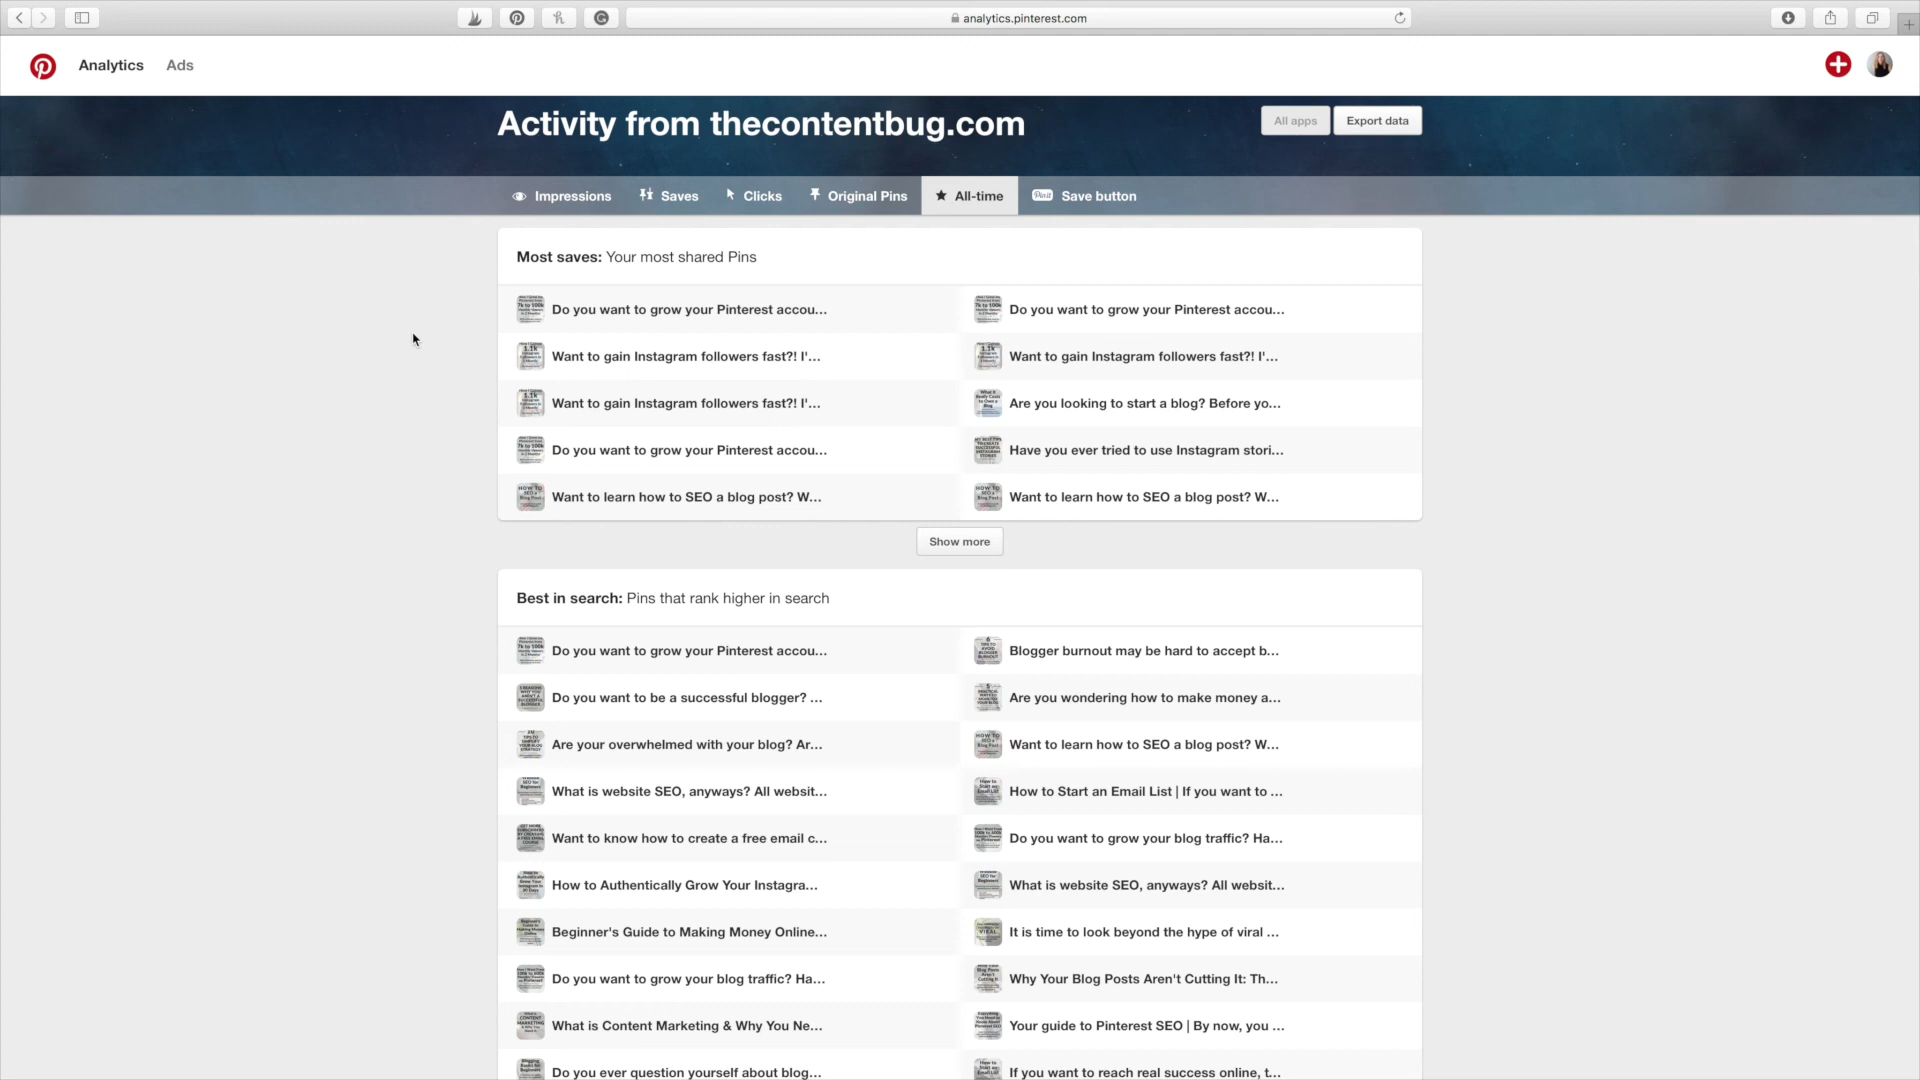 analytics.pinterest.com
Analytics
Ads
Activity from thecontentbug.com
All apps
Export data
Impressions
Saves
Clicks
Original Pins
All-time
Save button
Most saves: Your most shared Pins
Do you want to grow your Pinterest accou...
Do you want to grow your Pinterest accou...
Want to gain Instagram followers fast?! I'...
Want to gain Instagram followers fast?! I'...
Want to gain Instagram followers fast?! I'...
Are you looking to start a blog? Before yo...
Do you want to grow your Pinterest accou...
Have you ever tried to use Instagram stori...
Want to learn how to SEO a blog post? W...
Want to learn how to SEO a blog post? W...
Show more
Best in search: Pins that rank higher in search
Do you want to grow your Pinterest accou...
Blogger burnout may be hard to accept b...
Do you want to be a successful blogger? ...
Are you wondering how to make money a...
Are your overwhelmed with your blog? Ar...
Want to learn how to SEO a blog post? W...
What is website SEO, anyways? All websit...
How to Start an Email List | If you want to ...
Want to know how to create a free email c...
Do you want to grow your blog traffic? Ha...
How to Authentically Grow Your Instagra...
What is website SEO, anyways? All websit...
Beginner's Guide to Making Money Online...
It is time to look beyond the hype of viral ...
Do you want to grow your blog traffic? Ha...
Why Your Blog Posts Aren't Cutting It: Th...
What is Content Marketing & Why You Ne...
Your guide to Pinterest SEO | By now, you ...
Do you ever question yourself about blog...
If you want to reach real success online, t...